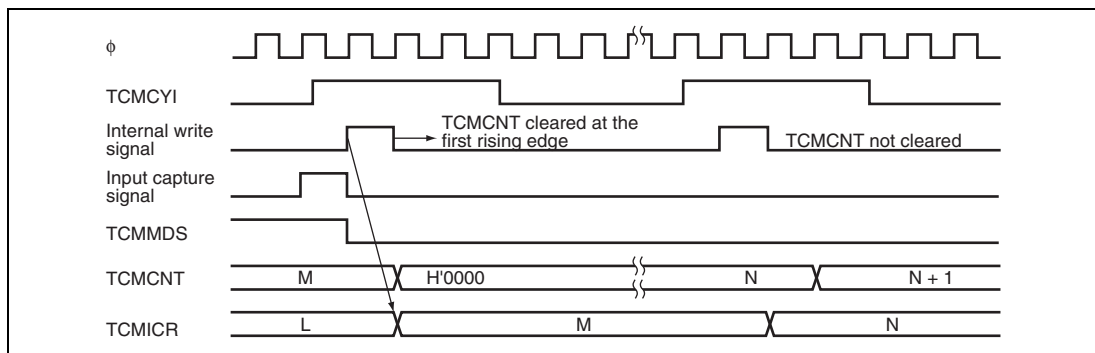 ϕ
TCMCYI
Internal write
signal
TCMCNT cleared at the
first rising edge
TCMCNT not cleared
Input capture
signal
TCMMDS
TCMCNT
M
H'0000
N
N + 1
TCMICR
L
M
N